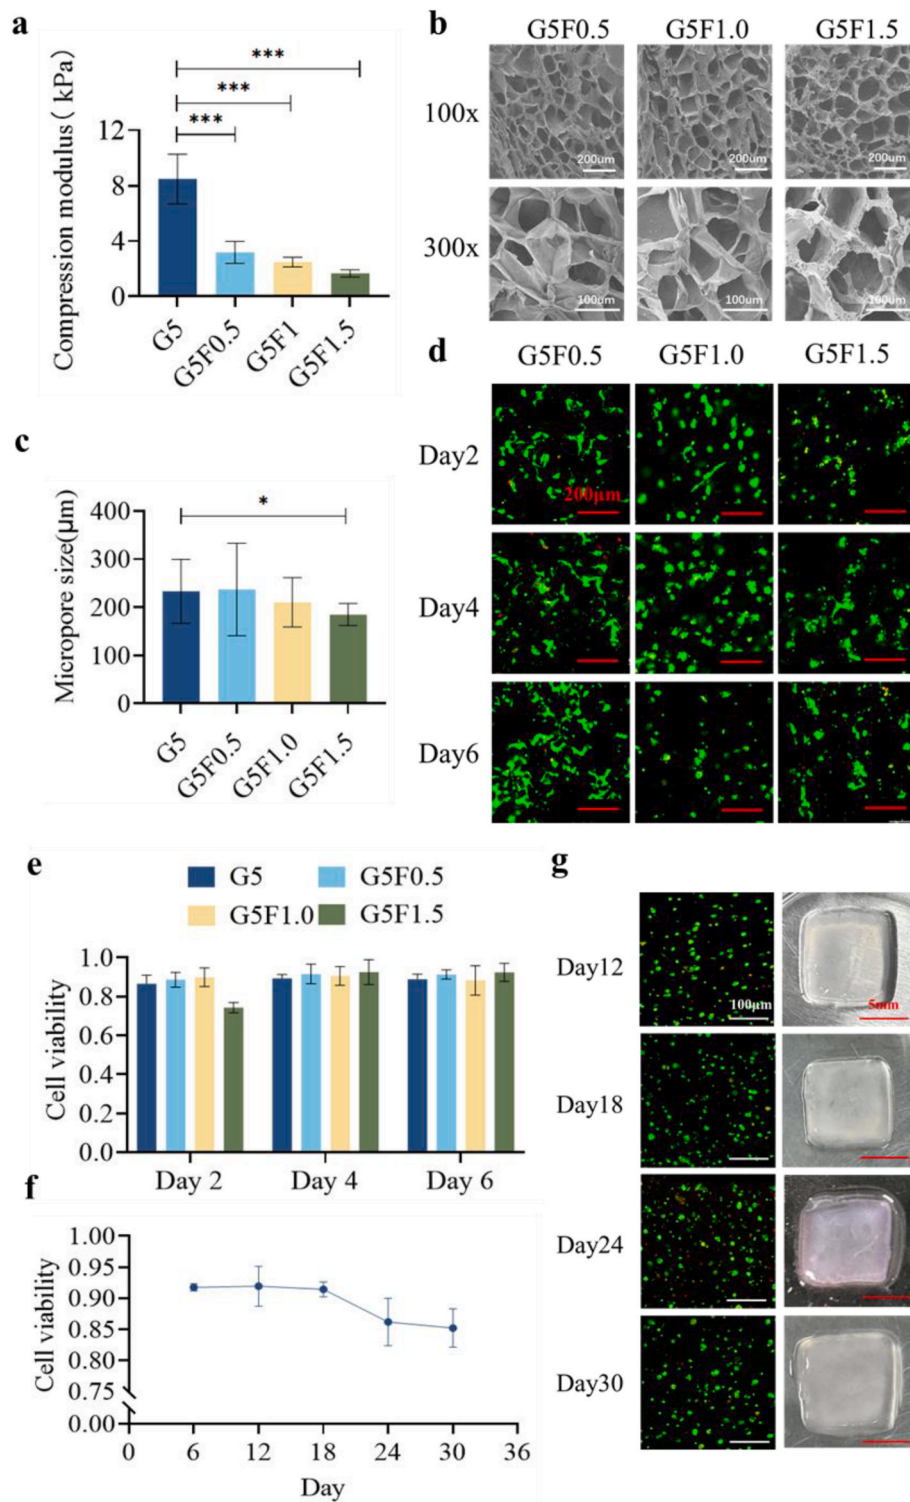 a
***
***
***
Compression modulus( kPa)
12
8
4
0
G5
G5F0.5
G5F1
G5F1.5
b
G5F0.5 G5F1.0 G5F1.5
100x
200um 200um 200um
300x
100um 100um 100um
c
*
Micropore size(μm)
400
300
200
100
0
G5
G5F0.5
G5F1.0
G5F1.5
d
G5F0.5 G5F1.0 G5F1.5
Day2
200μm
Day4
Day6
e
G5 G5F0.5
G5F1.0 G5F1.5
Cell viability
1.0
0.8
0.6
0.4
0.2
0.0
Day 2 Day 4 Day 6
f
Cell viability
1.00
0.95
0.90
0.85
0.80
0.75
0.00
0 6 12 18 24 30 36
Day
g
Day12
100μm 5mm
Day18
Day24
Day30